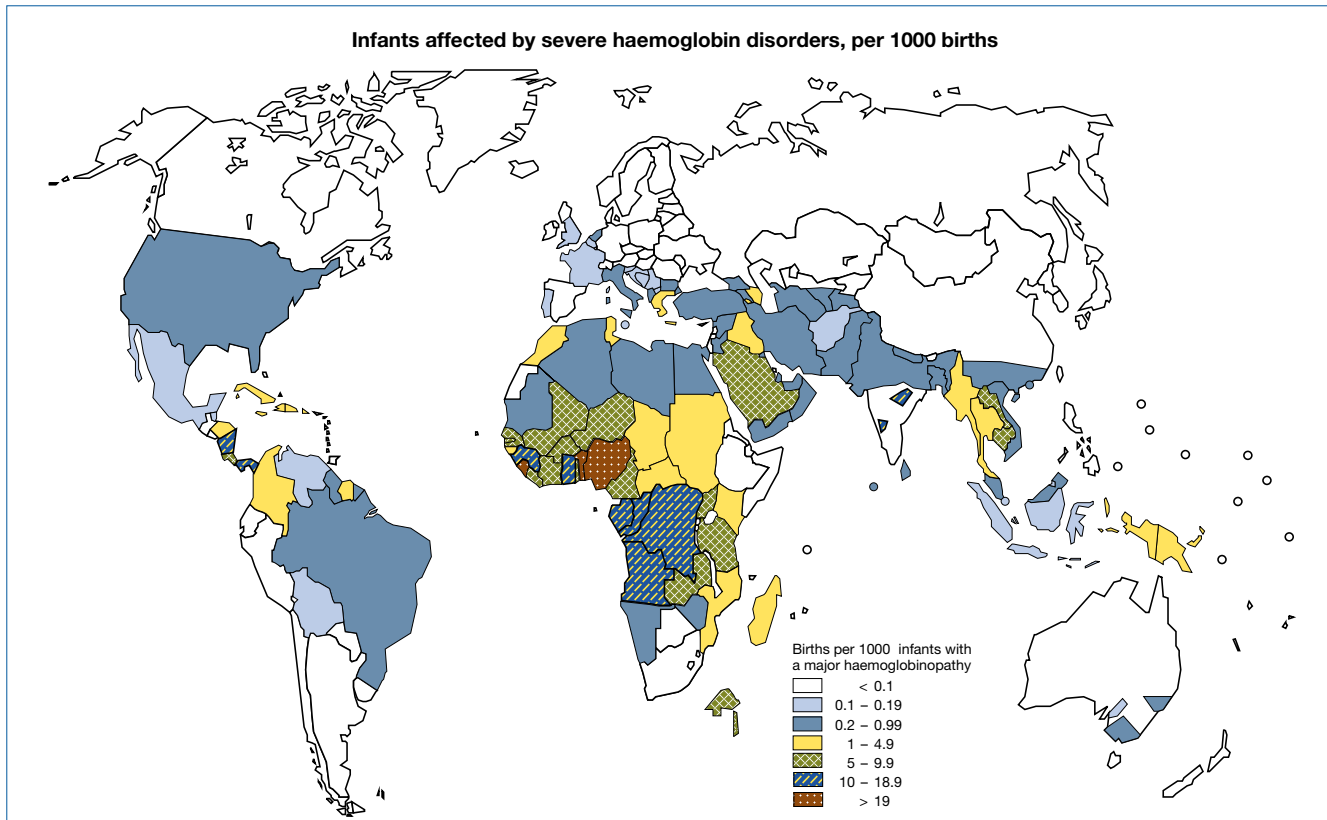 Infants affected by severe haemoglobin disorders, per 1000 births
Births per 1000 infants with
a major haemoglobinopathy
< 0.1
0.1 – 0.19
0.2 – 0.99
1 – 4.9
5 – 9.9
10 – 18.9
> 19